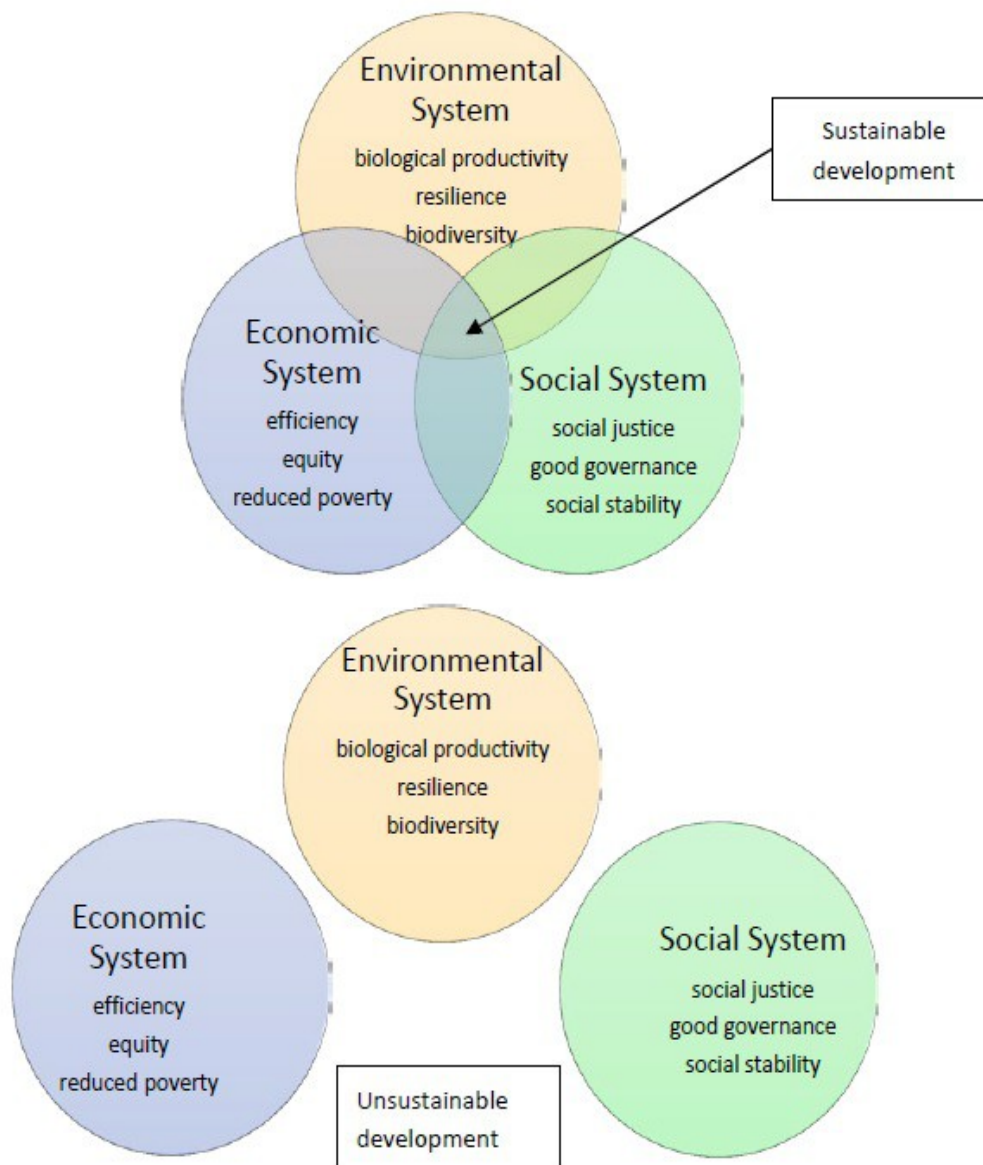 Environmental
System
biological productivity
resilience
biodiversity
Sustainable
development
Economic
System
efficiency
equity
reduced poverty
Social System
social justice
good governance
social stability
Environmental
System
biological productivity
resilience
biodiversity
Economic
System
efficiency
equity
reduced poverty
Social System
social justice
good governance
social stability
Unsustainable
development